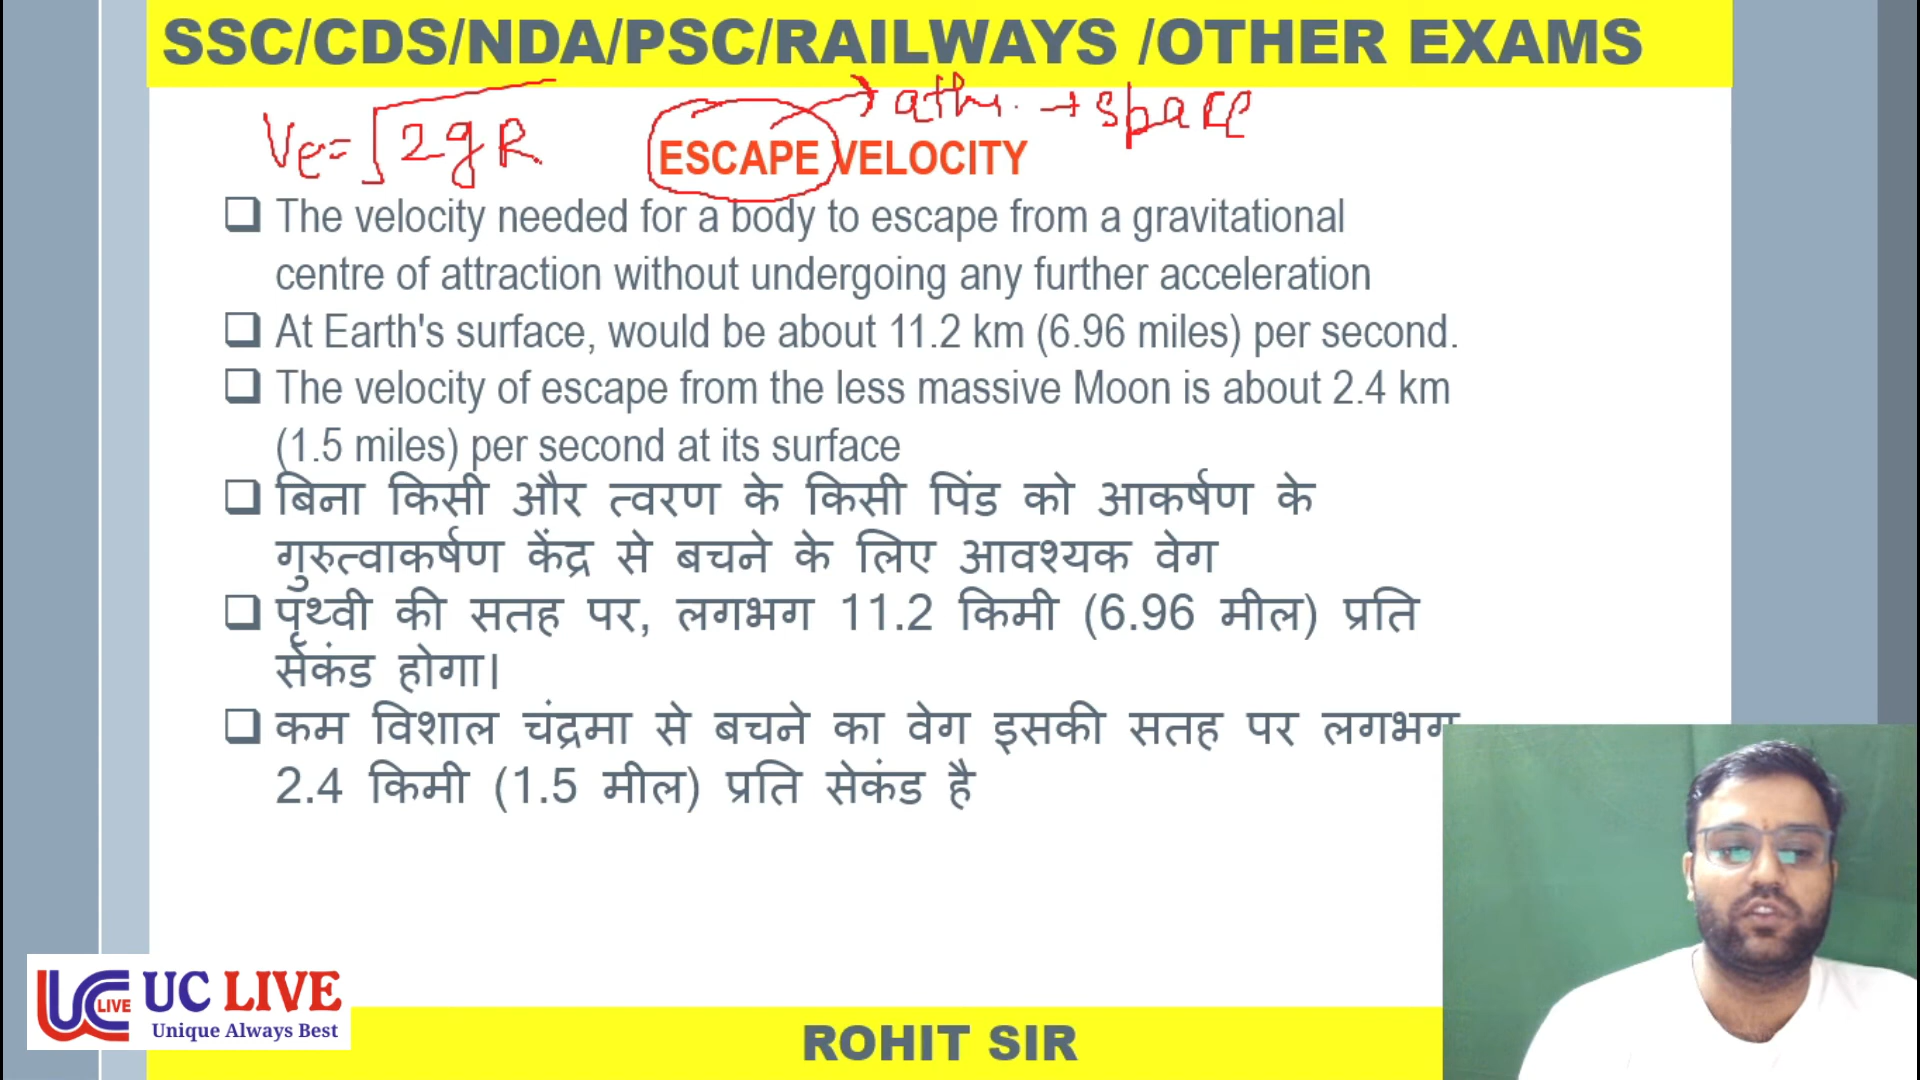 SSC/CDS/NDA/PSC/RAILWAYS /OTHER EXAMS
Ve=√2gR
→ → space
ESCAPE VELOCITY
❑ The velocity needed for a body to escape from a gravitational
centre of attraction without undergoing any further acceleration
❑ At Earth's surface, would be about 11.2 km (6.96 miles) per second.
❑ The velocity of escape from the less massive Moon is about 2.4 km
(1.5 miles) per second at its surface
❑ बिना किसी और त्वरण के किसी पिंड को आकर्षण के
गुरुत्वाकर्षण केंद्र से बचने के लिए आवश्यक वेग
❑ पृथ्वी की सतह पर, लगभग 11.2 किमी (6.96 मील) प्रति
सेकंड होगा।
❑ कम विशाल चंद्रमा से बचने का वेग इसकी सतह पर लगभग
2.4 किमी (1.5 मील) प्रति सेकंड है
UC LIVE UC LIVE
Unique Always Best
ROHIT SIR